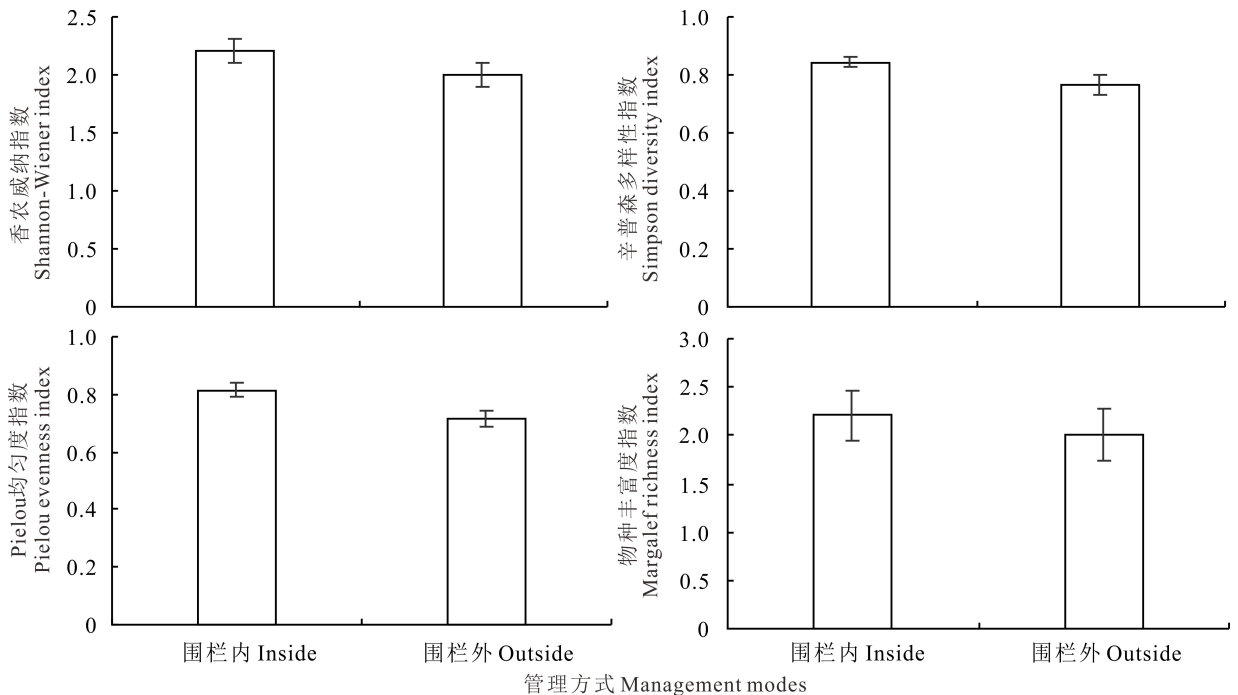 香农威纳指数
Shannon-Wiener index
2.5
2.0
1.5
1.0
0.5
0
辛普森多样性指数
Simpson diversity index
1.0
0.8
0.6
0.4
0.2
0
Pielou均匀度指数
Pielou evenness index
1.0
0.8
0.6
0.4
0.2
0
围栏内 Inside
围栏外 Outside
物种丰富度指数
Margalef richness index
3.0
2.5
2.0
1.5
1.0
0.5
0
围栏内 Inside
围栏外 Outside
管理方式 Management modes